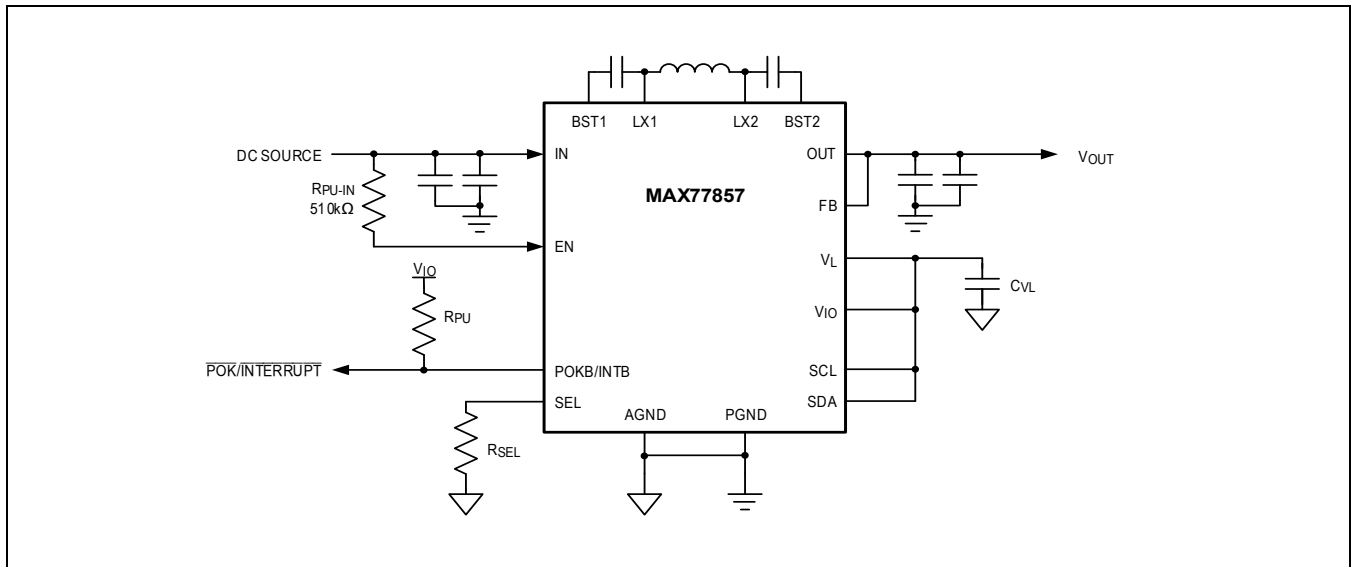 BST1 LX1 LX2 BST2
DC SOURCE
IN
OUT
VOUT
RPU-IN
510kΩ
MAX77857
FB
EN
VL
CVL
VIO
RPU
VIO
POK/INTERRUPT
POKB/INTB
SCL
SEL
SDA
AGND PGND
RSEL